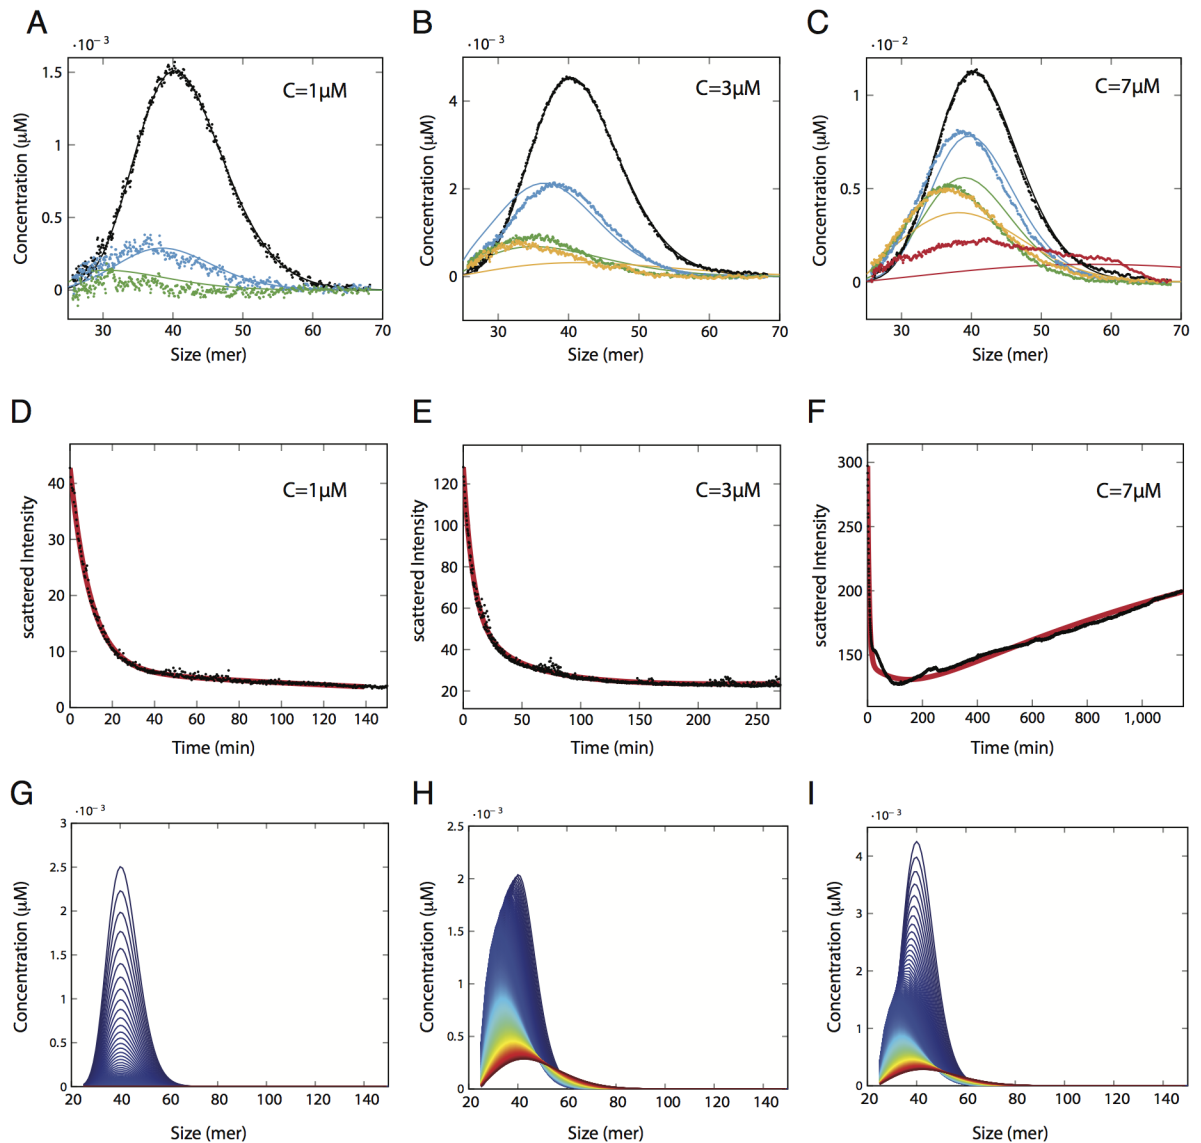 A
B
C
·10⁻³
·10⁻³
·10⁻²
C=1μM
C=3μM
C=7μM
1.5
1
0.5
0
4
2
0
1
0.5
0
Concentration (μM)
Concentration (μM)
Concentration (μM)
30 40 50 60 70
30 40 50 60 70
30 40 50 60 70
Size (mer)
Size (mer)
Size (mer)
D
E
F
C=1μM
C=3μM
C=7μM
40
30
20
10
0
120
100
80
60
40
20
300
250
200
150
scattered Intensity
scattered Intensity
scattered Intensity
0 20 40 60 80 100 120 140
0 50 100 150 200 250
0 200 400 600 800 1,000
Time (min)
Time (min)
Time (min)
G
H
I
·10⁻³
·10⁻³
·10⁻³
3
2.5
2
1.5
1
0.5
0
2.5
2
1.5
1
0.5
0
4
3
2
1
0
Concentration (μM)
Concentration (μM)
Concentration (μM)
20 40 60 80 100 120 140
20 40 60 80 100 120 140
20 40 60 80 100 120 140
Size (mer)
Size (mer)
Size (mer)